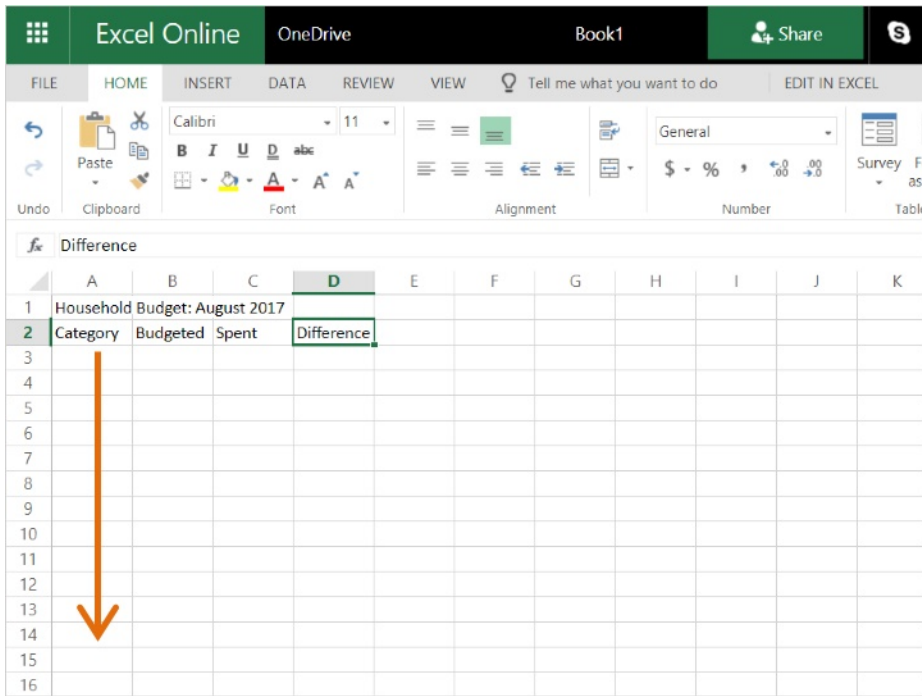 Excel Online OneDrive Book1 Share
FILE HOME INSERT DATA REVIEW VIEW Tell me what you want to do EDIT IN EXCEL
Calibri 11 General
B I U D abc
Paste $ % , .0 .00 Survey F
A A A as
Undo Clipboard Font Alignment Number Tabl
fx Difference
A B C D E F G H I J K
1 Household Budget: August 2017
2 Category Budgeted Spent Difference
3
4
5
6
7
8
9
10
11
12
13
14
15
16